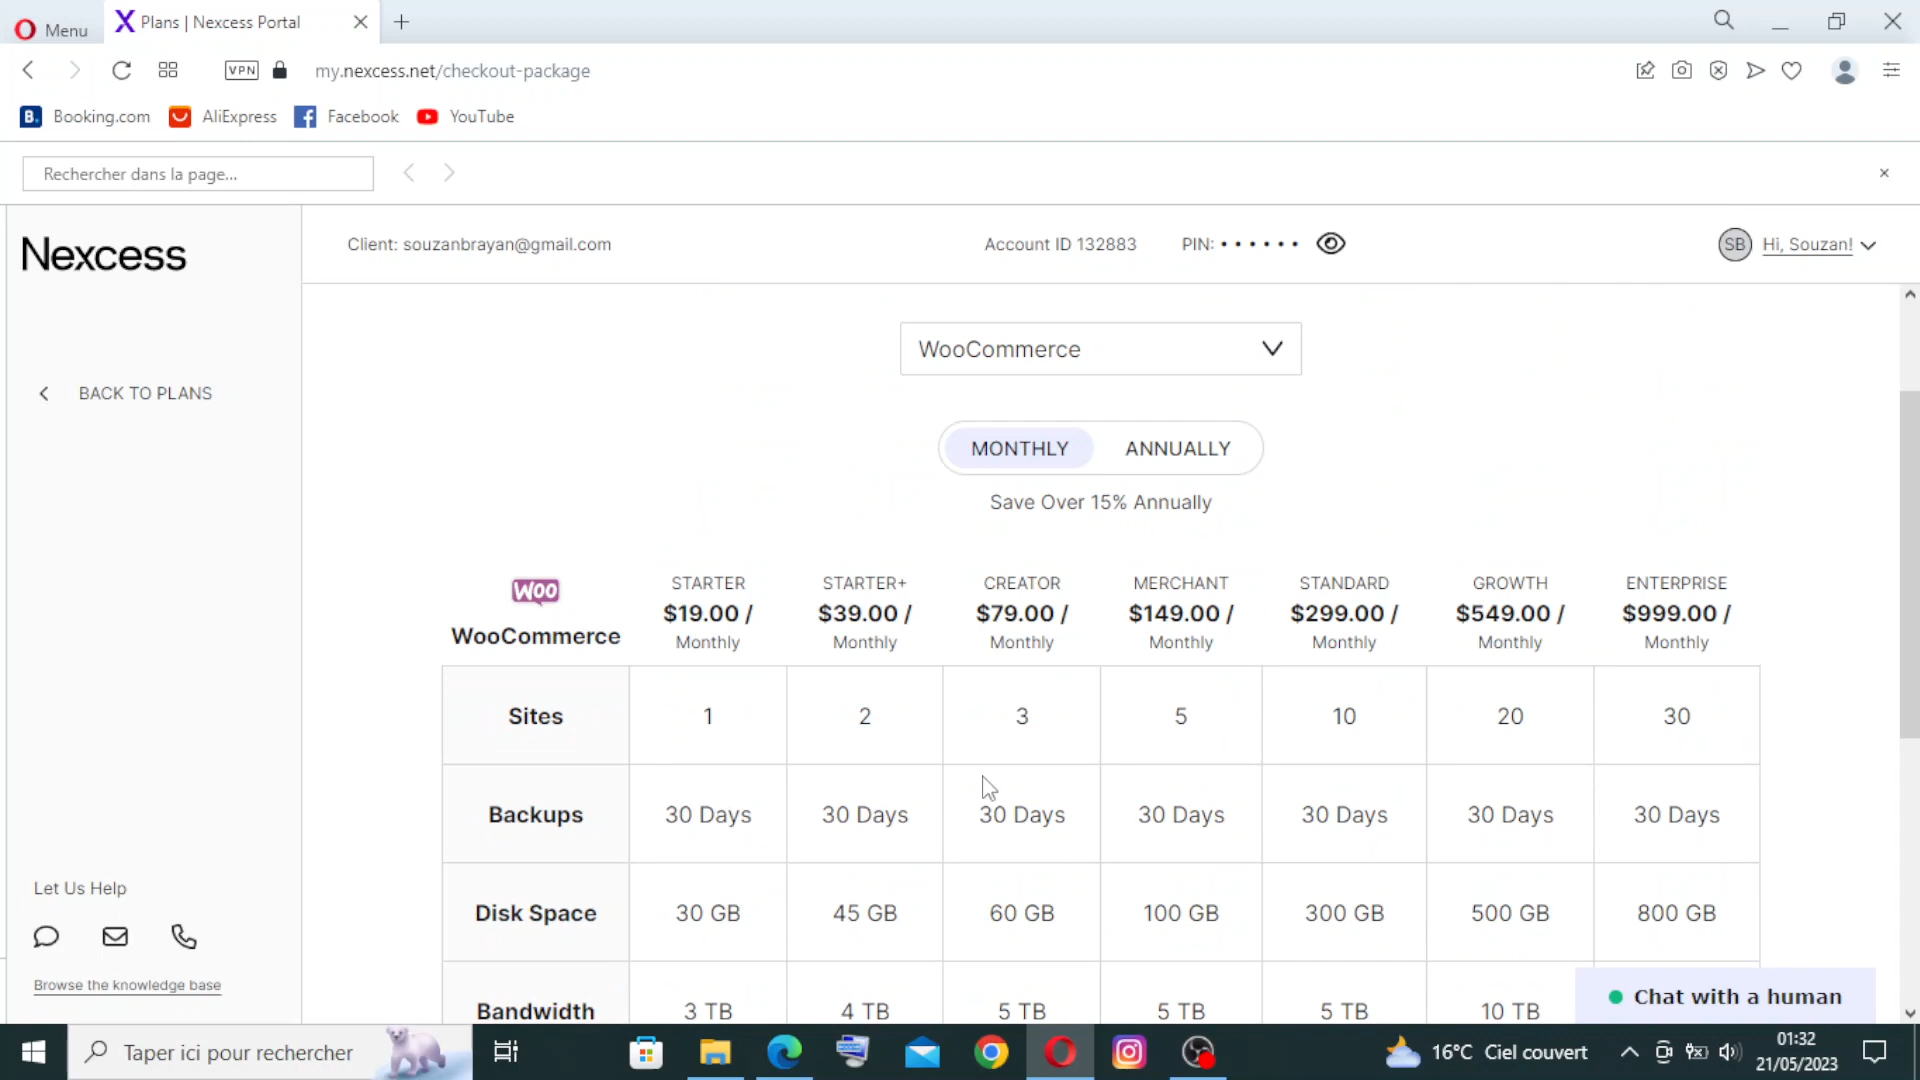 Menu
Plans | Nexcess Portal
VPN
my.nexcess.net/checkout-package
B. Booking.com AliExpress Facebook YouTube
Rechercher dans la page...
Nexcess
Client: souzanbrayan@gmail.com Account ID 132883 PIN: • • • • • • SB Hi, Souzan!
WooCommerce
BACK TO PLANS
MONTHLY ANNUALLY
Save Over 15% Annually
Woo
WooCommerce
STARTER STARTER+ CREATOR MERCHANT STANDARD GROWTH ENTERPRISE
$19.00 / $39.00 / $79.00 / $149.00 / $299.00 / $549.00 / $999.00 /
Monthly Monthly Monthly Monthly Monthly Monthly Monthly
Sites 1 2 3 5 10 20 30
Backups 30 Days 30 Days 30 Days 30 Days 30 Days 30 Days 30 Days
Disk Space 30 GB 45 GB 60 GB 100 GB 300 GB 500 GB 800 GB
Bandwidth 3 TB 4 TB 5 TB 5 TB 5 TB 10 TB
Let Us Help
Browse the knowledge base
Chat with a human
Taper ici pour rechercher
16°C Ciel couvert
01:32
21/05/2023